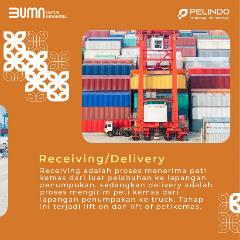 BUMN UNTUK INDONESIA
PELINDO
Receiving/Delivery
Receiving adalah proses menerima peti
kemas dari luar pelabuhan ke lapangan
penumpukan, sedangkan delivery adalah
proses mengirim peti kemas dari
lapangan penumpukan ke truck. Tahap
ini terjadi lift on dan lift of petikemas.